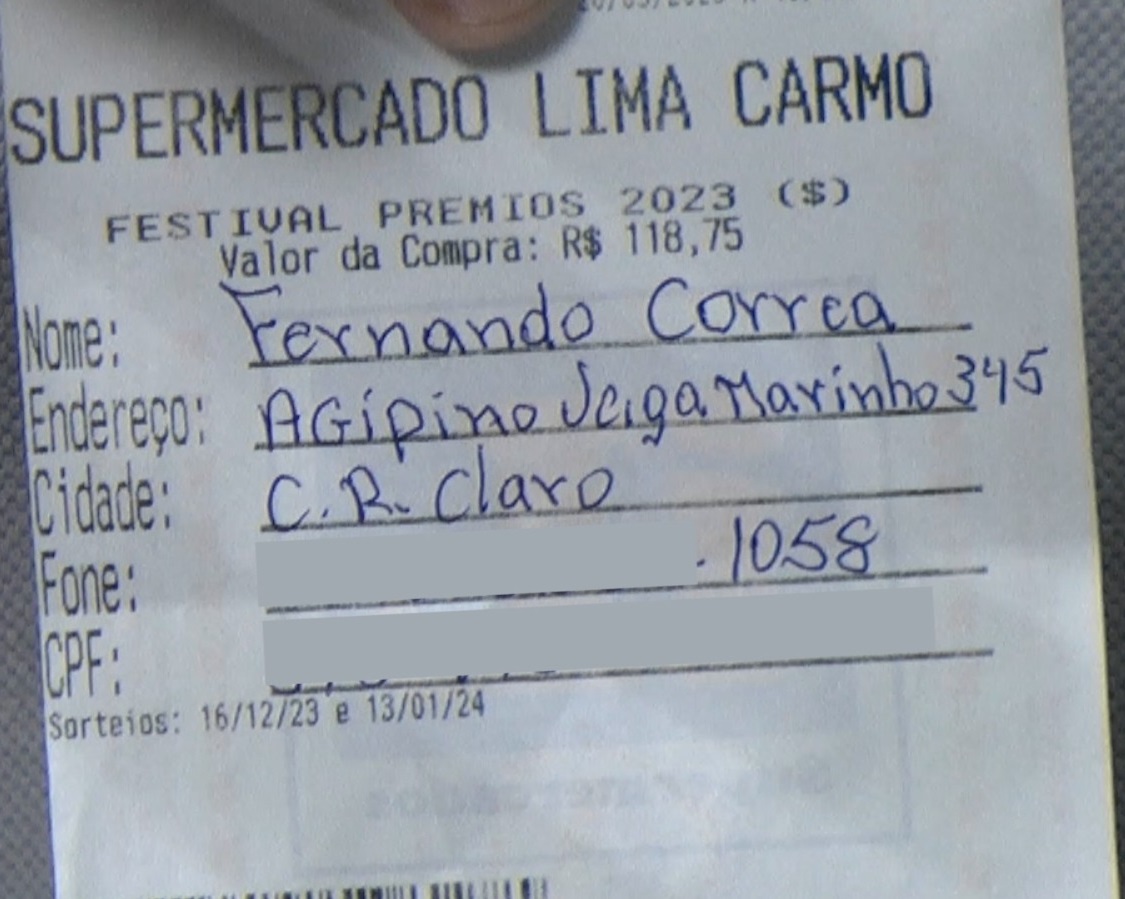 SUPERMERCADO LIMA CARMO
FESTIVAL PREMIOS 2023 ($)
Valor da Compra: R$ 118,75
Nome: Fernando Correa
Endereço: AGipino Veiga Marinho 345
Cidade: C.R. Claro
Fone: . 1058
CPF:
Sorteios: 16/12/23 e 13/01/24